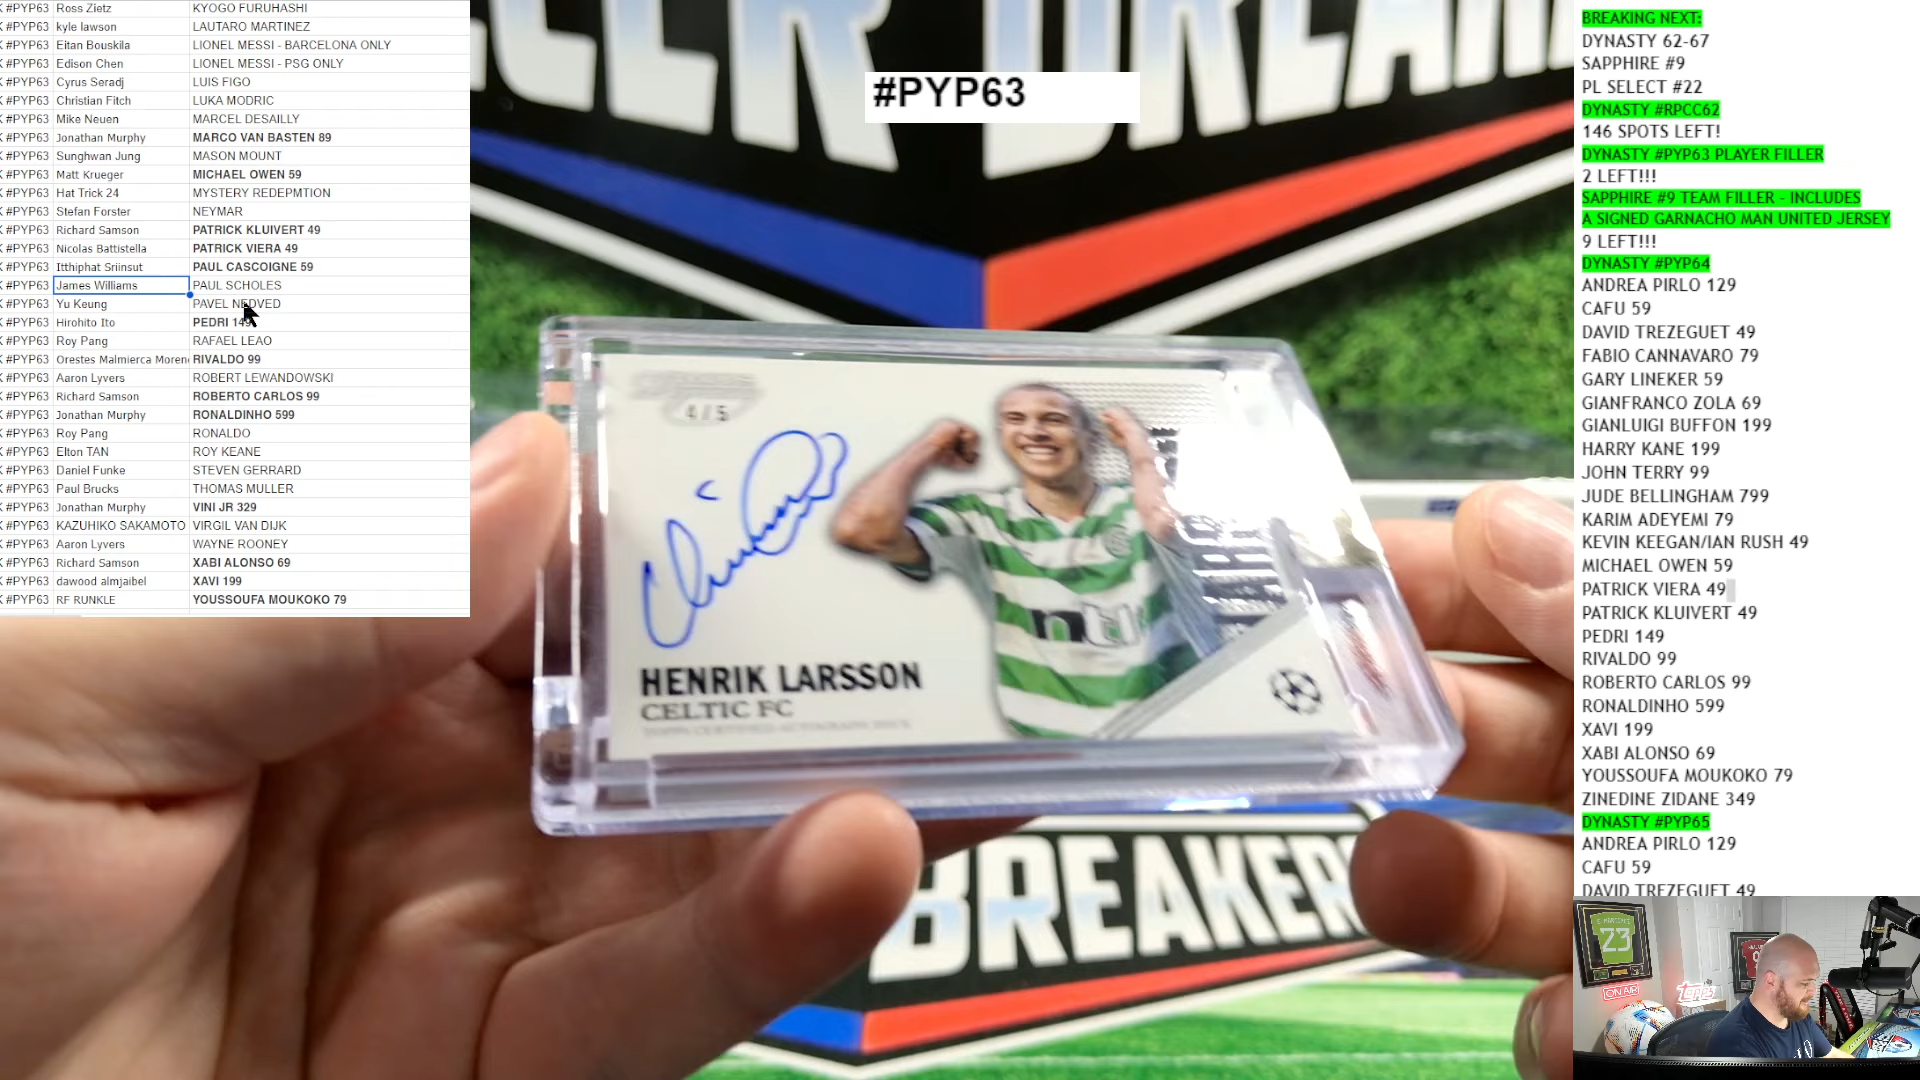 K #PYP63 Ross Zietz KYOGO FURUHASHI
K #PYP63 kyle lawson LAUTARO MARTINEZ
K #PYP63 Eitan Bouskila LIONEL MESSI - BARCELONA ONLY
K #PYP63 Edison Chen LIONEL MESSI - PSG ONLY
K #PYP63 Cyrus Seradj LUIS FIGO
K #PYP63 Christian Fitch LUKA MODRIC
K #PYP63 Mike Neuen MARCEL DESAILLY
K #PYP63 Jonathan Murphy MARCO VAN BASTEN 89
K #PYP63 Sunghwan Jung MASON MOUNT
K #PYP63 Matt Krueger MICHAEL OWEN 59
K #PYP63 Hat Trick 24 MYSTERY REDEPMTION
K #PYP63 Stefan Forster NEYMAR
K #PYP63 Richard Samson PATRICK KLUIVERT 49
K #PYP63 Nicolas Battistella PATRICK VIERA 49
K #PYP63 Itthiphat Sriinsut PAUL CASCOIGNE 59
K #PYP63 James Williams PAUL SCHOLES
K #PYP63 Yu Keung PAVEL NEDVED
K #PYP63 Hirohito Ito PEDRI 149
K #PYP63 Roy Pang RAFAEL LEAO
K #PYP63 Orestes Malmierca Moren RIVALDO 99
K #PYP63 Aaron Lyvers ROBERT LEWANDOWSKI
K #PYP63 Richard Samson ROBERTO CARLOS 99
K #PYP63 Jonathan Murphy RONALDINHO 599
K #PYP63 Roy Pang RONALDO
K #PYP63 Elton TAN ROY KEANE
K #PYP63 Daniel Funke STEVEN GERRARD
K #PYP63 Paul Brucks THOMAS MULLER
K #PYP63 Jonathan Murphy VINI JR 329
K #PYP63 KAZUHIKO SAKAMOTO VIRGIL VAN DIJK
K #PYP63 Aaron Lyvers WAYNE ROONEY
K #PYP63 Richard Samson XABI ALONSO 69
K #PYP63 dawood almjaibel XAVI 199
K #PYP63 RF RUNKLE YOUSSOUFA MOUKOKO 79
#PYP63
4/5
ntl
HENRIK LARSSON
CELTIC FC
BREAKERS
BREAKING NEXT:
DYNASTY 62-67
SAPPHIRE #9
PL SELECT #22
DYNASTY #RPCC62
146 SPOTS LEFT!
DYNASTY #PYP63 PLAYER FILLER
2 LEFT!!!
SAPPHIRE #9 TEAM FILLER - INCLUDES
A SIGNED GARNACHO MAN UNITED JERSEY
9 LEFT!!!
DYNASTY #PYP64
ANDREA PIRLO 129
CAFU 59
DAVID TREZEGUET 49
FABIO CANNAVARO 79
GARY LINEKER 59
GIANFRANCO ZOLA 69
GIANLUIGI BUFFON 199
HARRY KANE 199
JOHN TERRY 99
JUDE BELLINGHAM 799
KARIM ADEYEMI 79
KEVIN KEEGAN/IAN RUSH 49
MICHAEL OWEN 59
PATRICK VIERA 49
PATRICK KLUIVERT 49
PEDRI 149
RIVALDO 99
ROBERTO CARLOS 99
RONALDINHO 599
XAVI 199
XABI ALONSO 69
YOUSSOUFA MOUKOKO 79
ZINEDINE ZIDANE 349
DYNASTY #PYP65
ANDREA PIRLO 129
CAFU 59
DAVID TREZEGUET 49
23
ON AIR
Topps